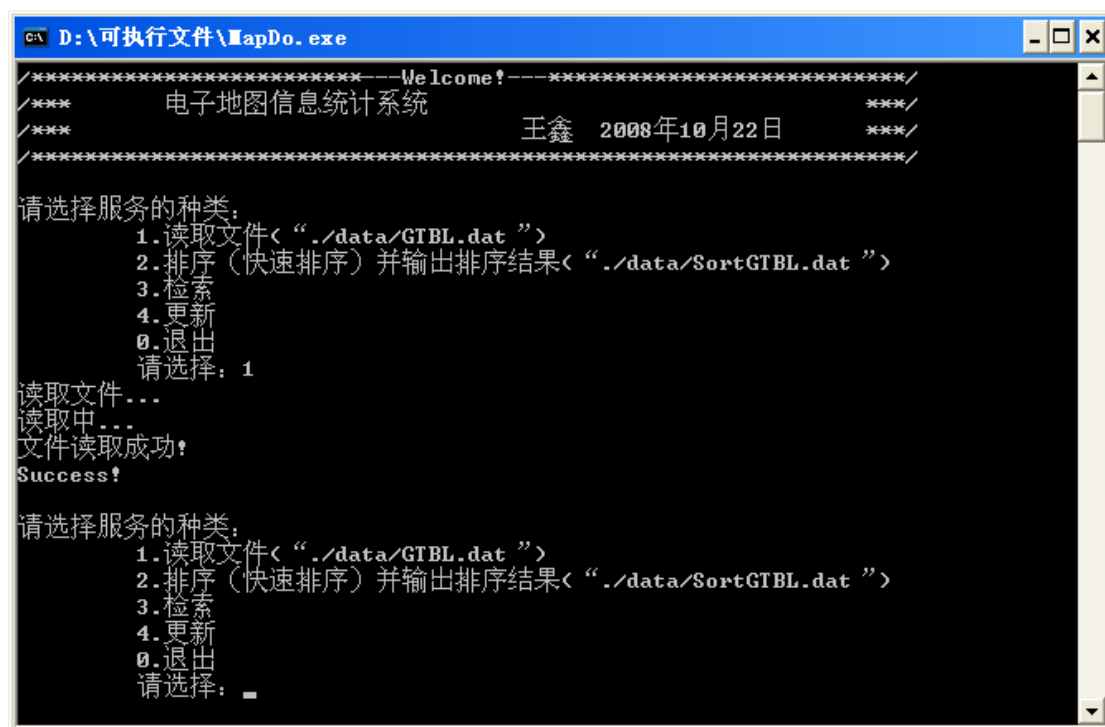 D:\可执行文件\MapDo.exe
/*************************---Welcome!---***************************/
/*** 电子地图信息统计系统 ***/
/*** 王鑫 2008年10月22日 ***/
/******************************************************************/
请选择服务的种类:
1.读取文件(“./data/GTBL.dat ”)
2.排序（快速排序）并输出排序结果(“./data/SortGTBL.dat ”)
3.检索
4.更新
0.退出
请选择: 1
读取文件...
读取中...
文件读取成功!
Success!
请选择服务的种类:
1.读取文件(“./data/GTBL.dat ”)
2.排序（快速排序）并输出排序结果(“./data/SortGTBL.dat ”)
3.检索
4.更新
0.退出
请选择: